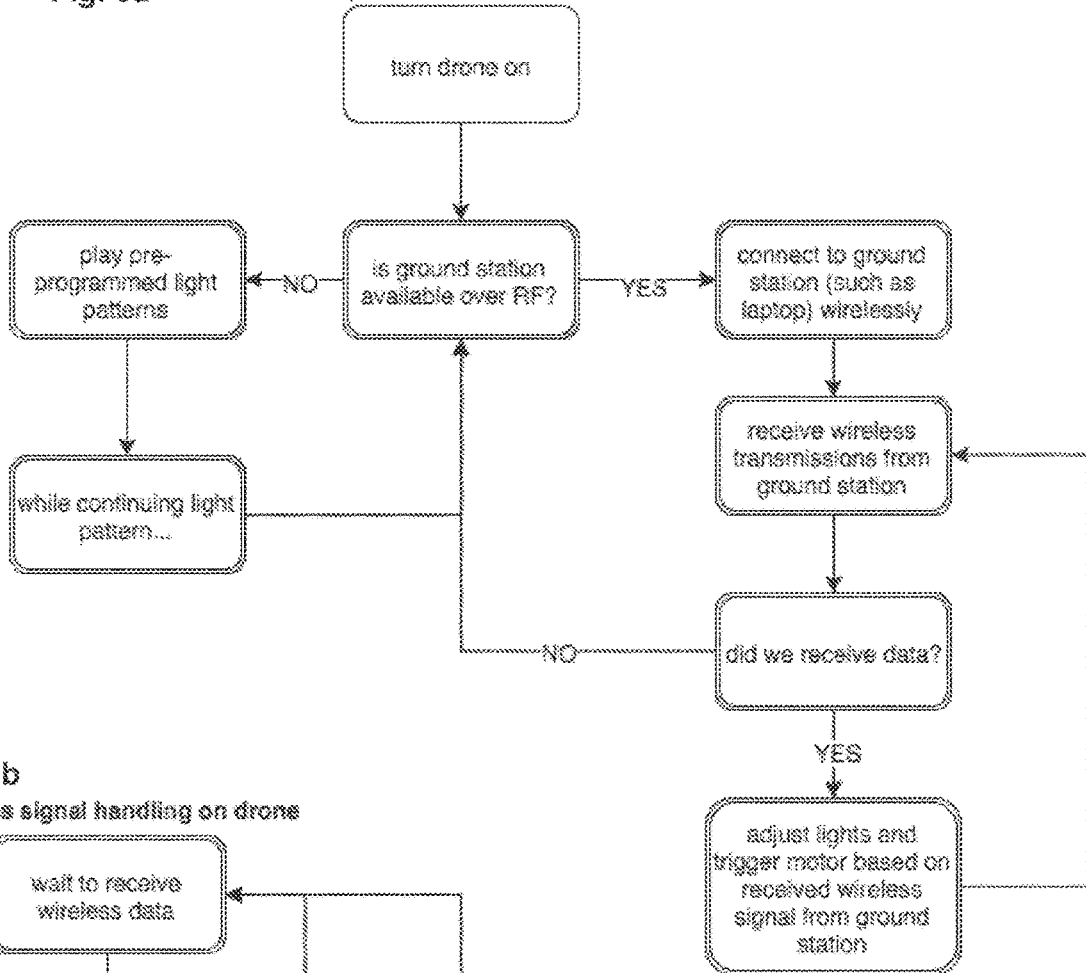 turn drone on
play pre-
programmed light
patterns
NO
is ground station
available over RF?
YES
connect to ground
station (such as
laptop) wirelessly
receive wireless
transmissions from
ground station
while continuing light
pattern...
NO
did we receive data?
YES
b
s signal handling on drone
wait to receive
wireless data
adjust lights and
trigger motor based on
received wireless
signal from ground
station